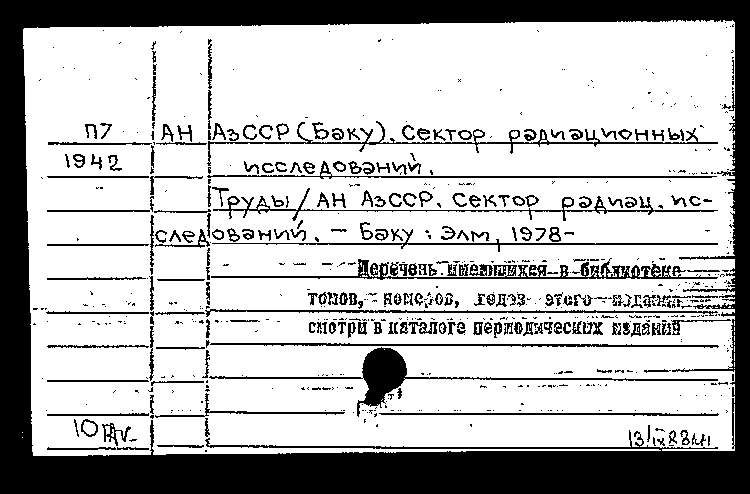 П7 АН АзССР (Баку). Сектор радиационных
1942 исследований.
Труды / АН АзССР. Сектор радиац. ис-
следований. – Баку : Элм, 1978-
Перечень имеющихся в библиотеке
томов, номеров, годов этого издания
смотри в каталоге периодических изданий
10